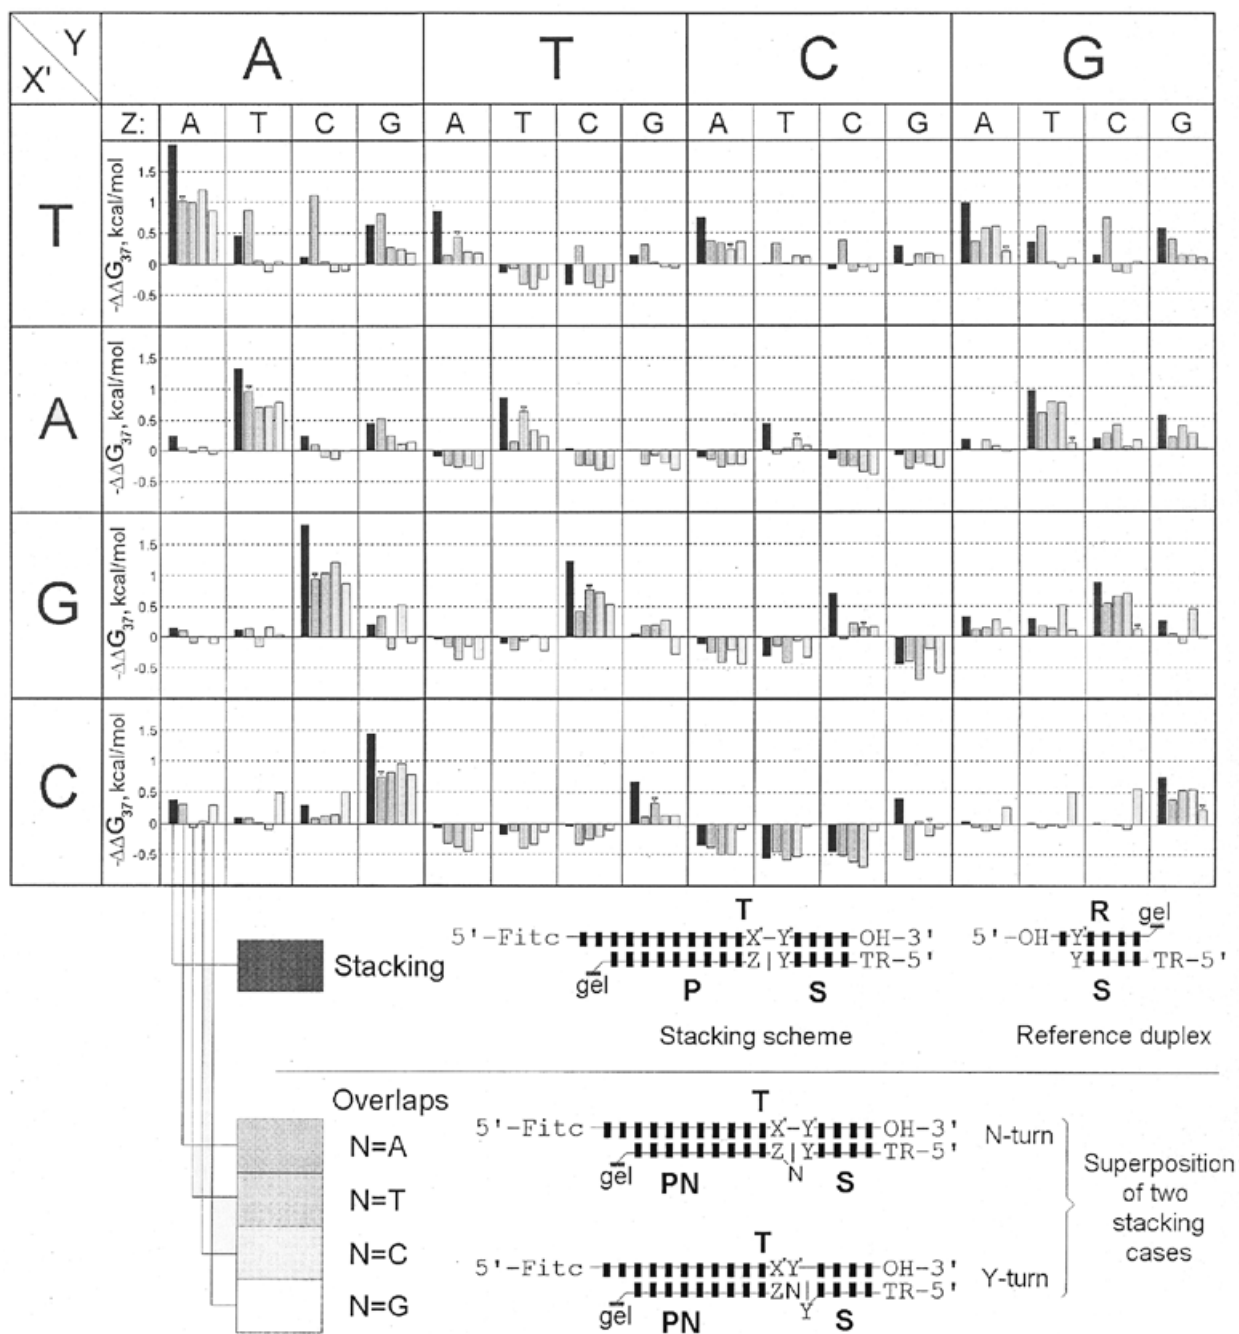 Y
X'
A T C G
Z: A T C G A T C G A T C G A T C G
T
-ΔΔG37, kcal/mol
1.5
1
0.5
0
-0.5
A
-ΔΔG37, kcal/mol
1.5
1
0.5
0
-0.5
G
-ΔΔG37, kcal/mol
1.5
1
0.5
0
-0.5
C
-ΔΔG37, kcal/mol
1.5
1
0.5
0
-0.5
Stacking
T
5'-Fitc X'-Y' OH-3'
gel Z|Y TR-5'
P S
Stacking scheme
R gel
5'-OH Y'
Y TR-5'
S
Reference duplex
Overlaps
N=A
N=T
N=C
N=G
T
5'-Fitc X'-Y' OH-3'
gel Z|Y TR-5'
N
PN S
N-turn
T
5'-Fitc X'Y' OH-3'
gel ZN| TR-5'
Y
PN S
Y-turn
Superposition
of two
stacking
cases